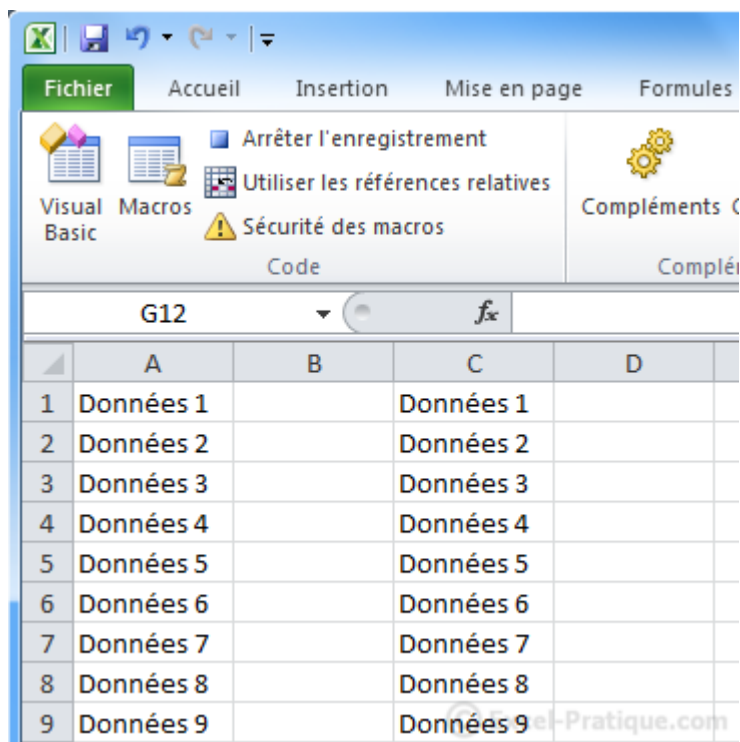 Fichier Accueil Insertion Mise en page Formules
Arrêter l'enregistrement
Utiliser les références relatives
Sécurité des macros
Visual Basic
Macros
Compléments
Code
G12 fx
A B C D
1 Données 1 Données 1
2 Données 2 Données 2
3 Données 3 Données 3
4 Données 4 Données 4
5 Données 5 Données 5
6 Données 6 Données 6
7 Données 7 Données 7
8 Données 8 Données 8
9 Données 9 Données 9
© Excel-Pratique.com